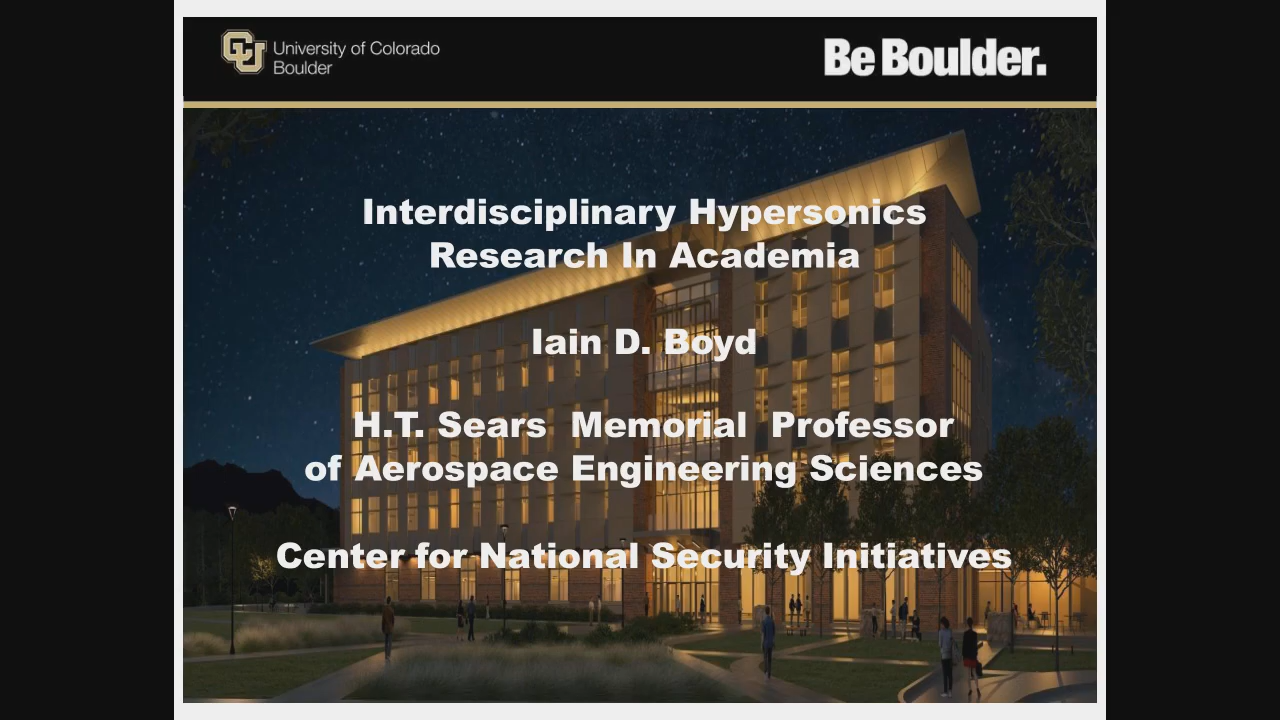 University of Colorado
Boulder
Be Boulder.
Interdisciplinary Hypersonics
Research In Academia
Iain D. Boyd
H.T. Sears Memorial Professor
of Aerospace Engineering Sciences
Center for National Security Initiatives